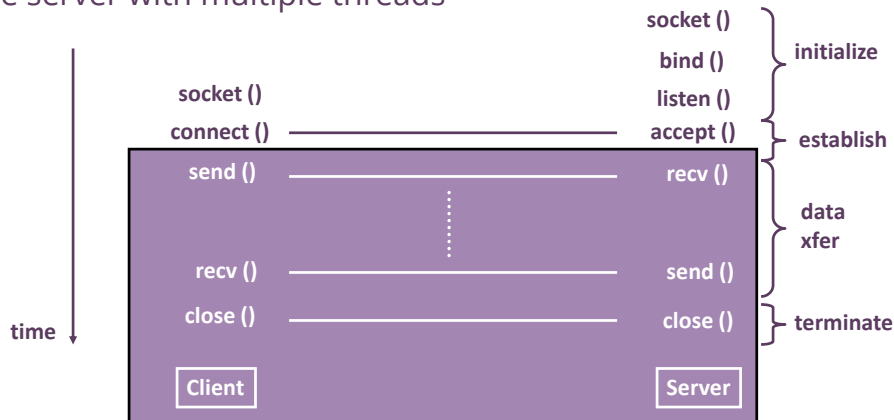 server with multiple threads
socket ()
bind ()
initialize
socket ()
listen ()
connect ()
accept ()
establish
send ()
recv ()
data
xfer
recv ()
send ()
close ()
close ()
terminate
time
Client
Server